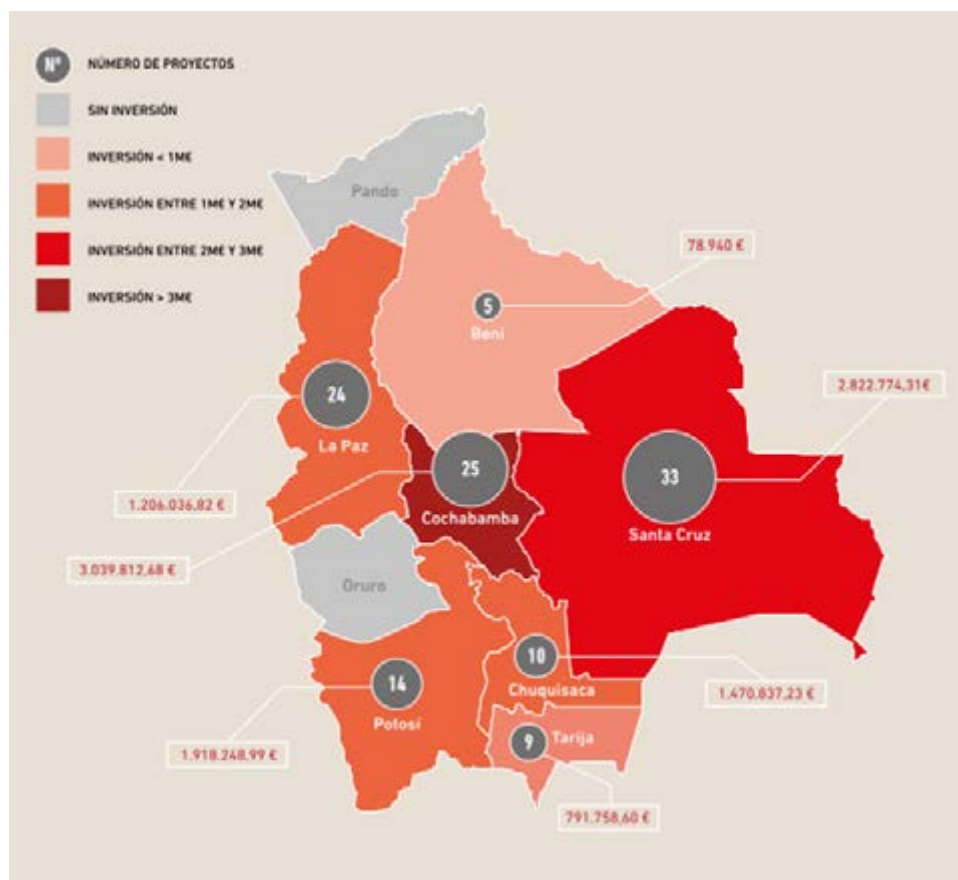 Nº NÚMERO DE PROYECTOS
SIN INVERSIÓN
INVERSIÓN < 1M€
INVERSIÓN ENTRE 1M€ Y 2M€
INVERSIÓN ENTRE 2M€ Y 3M€
INVERSIÓN > 3M€
Pando
78.940 €
5
Beni
2.822.774,31€
24
La Paz
25
Cochabamba
33
Santa Cruz
1.206.036,82 €
3.039.812,68 €
Oruro
10
Chuquisaca
1.470.837,23 €
14
Potosí
9
Tarija
1.918.248,99 €
791.758,60 €